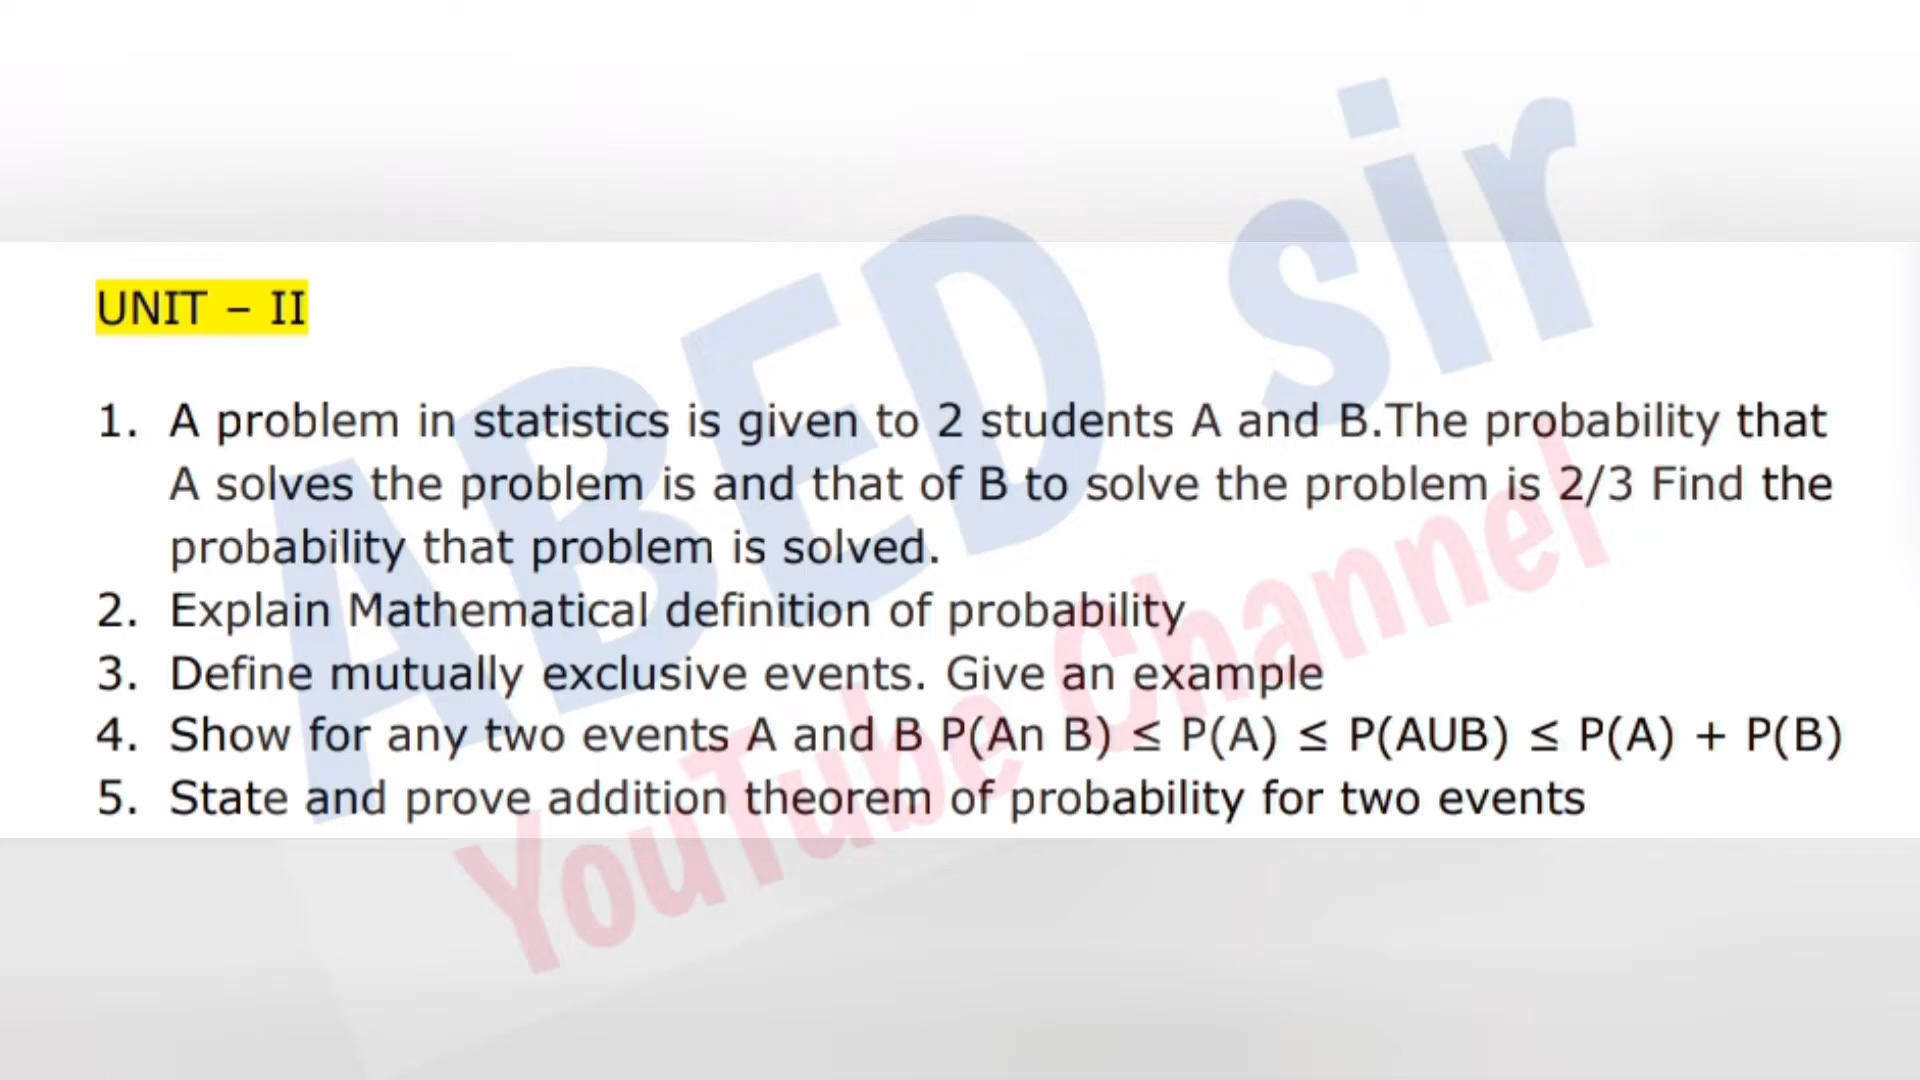 UNIT – II
1. A problem in statistics is given to 2 students A and B.The probability that
A solves the problem is and that of B to solve the problem is 2/3 Find the
probability that problem is solved.
2. Explain Mathematical definition of probability
3. Define mutually exclusive events. Give an example
4. Show for any two events A and B P(An B) ≤ P(A) ≤ P(AUB) ≤ P(A) + P(B)
5. State and prove addition theorem of probability for two events
ABED sir
YouTube Channel